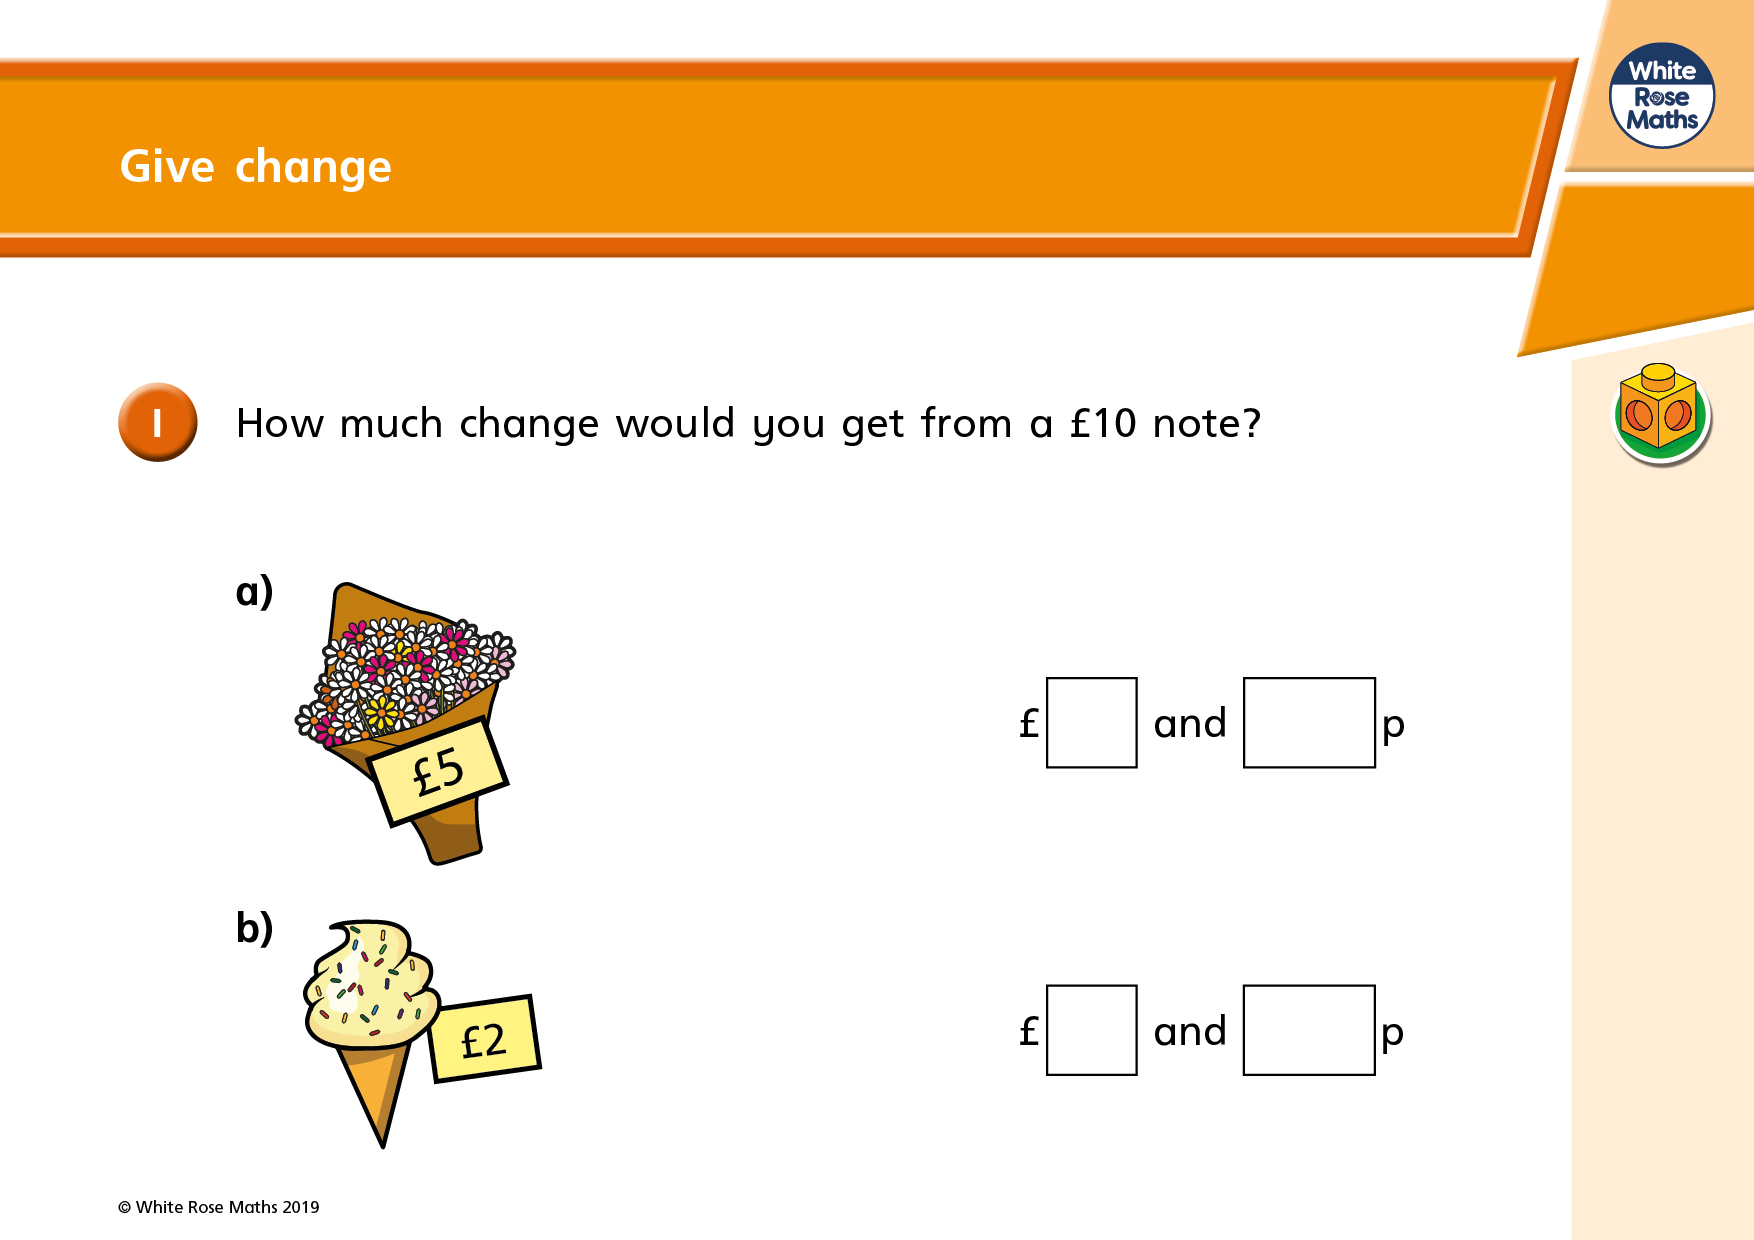 White
Rose
Maths
Give change
1 How much change would you get from a £10 note?
a)
£5
£ and p
b)
£2
£ and p
© White Rose Maths 2019